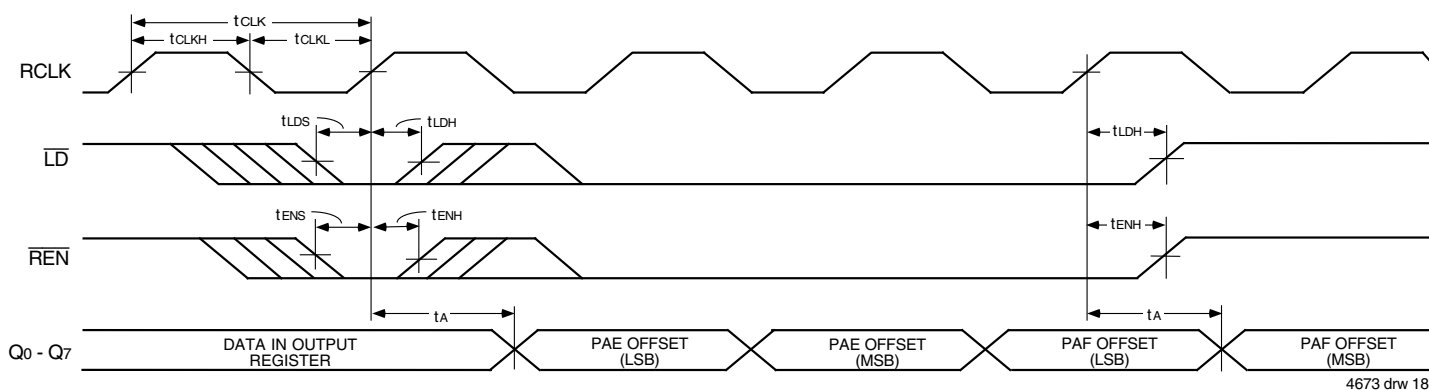 tCLK
tCLKH
tCLKL
RCLK
tLDS
tLDH
tLDH
LD
tENS
tENH
tENH
REN
tA
tA
Q0 - Q7
DATA IN OUTPUT
REGISTER
PAE OFFSET
(LSB)
PAE OFFSET
(MSB)
PAF OFFSET
(LSB)
PAF OFFSET
(MSB)
4673 drw 18